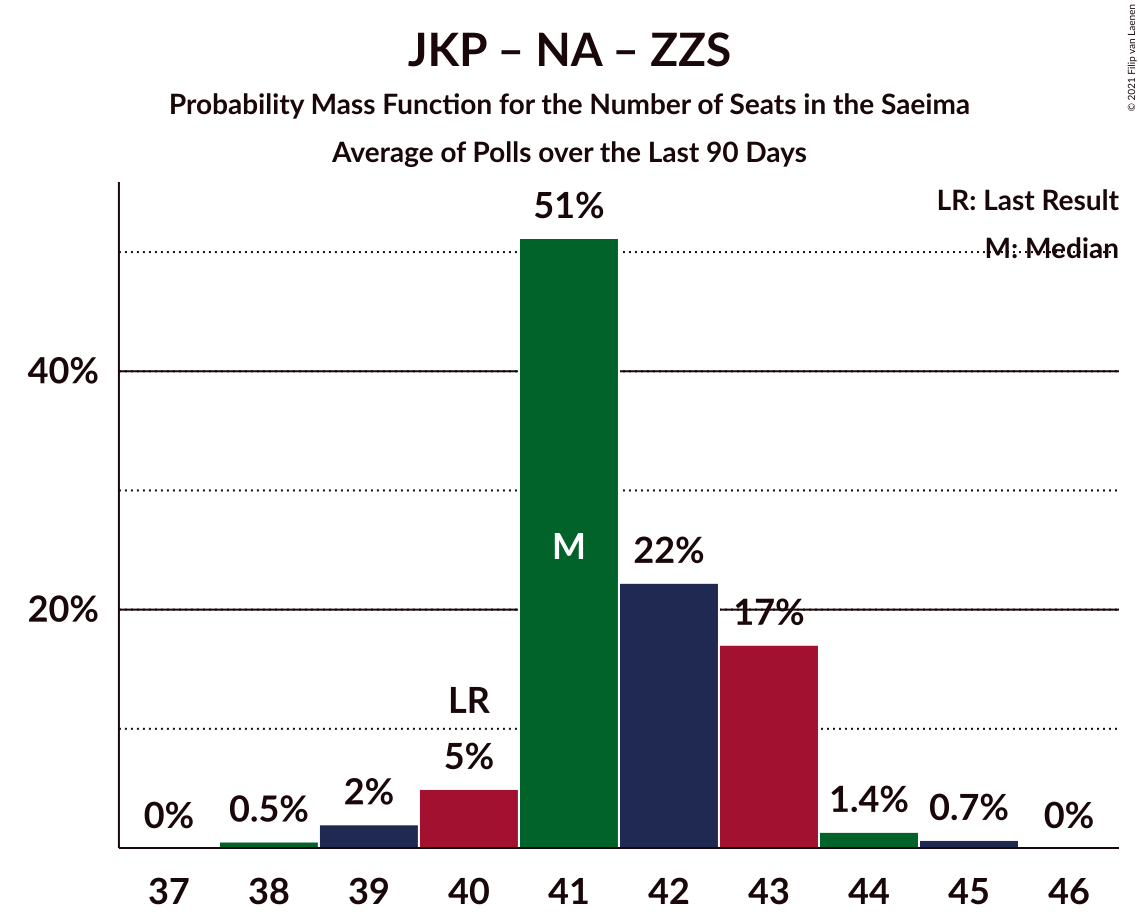 JKP – NA – ZZS
Probability Mass Function for the Number of Seats in the Saeima
Average of Polls over the Last 90 Days
© 2021 Filip van Laenen
LR: Last Result
M: Median
51%
40%
M
22%
20%
17%
LR
5%
0%
0.5%
2%
1.4%
0.7%
0%
37 38 39 40 41 42 43 44 45 46